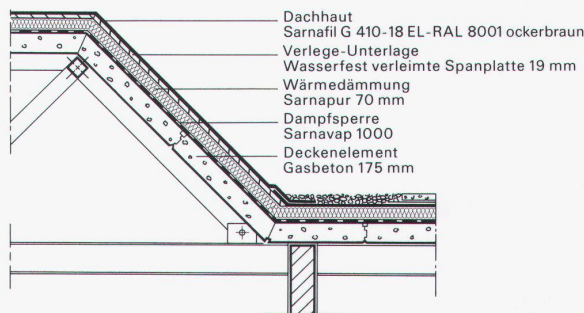 Dachhaut
Sarnafil G 410-18 EL-RAL 8001 ockerbraun
Verlege-Unterlage
Wasserfest verleimte Spanplatte 19 mm
Wärmedämmung
Sarnapur 70 mm
Dampfsperre
Sarnavap 1000
Deckenelement
Gasbeton 175 mm